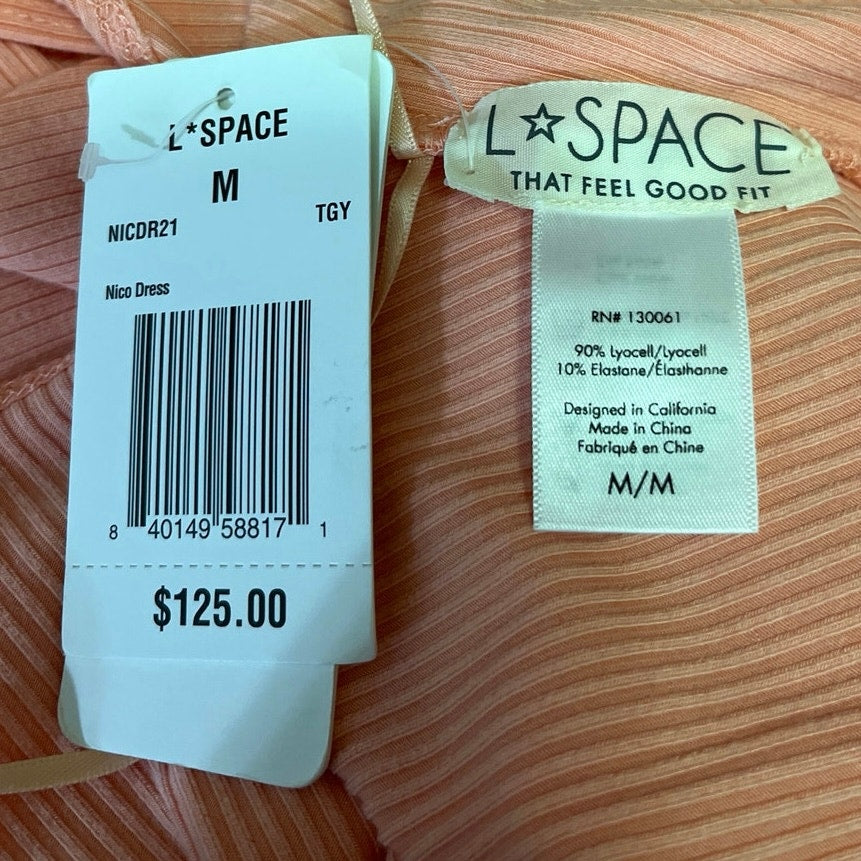 L*SPACE
M
NICDR21
TGY
Nico Dress
8 40149 58817 1
$125.00
L☆SPACE
THAT FEEL GOOD FIT
RN# 130061
90% Lyocell/Lyocell
10% Elastane/Élasthanne
Designed in California
Made in China
Fabriqué en Chine
M/M